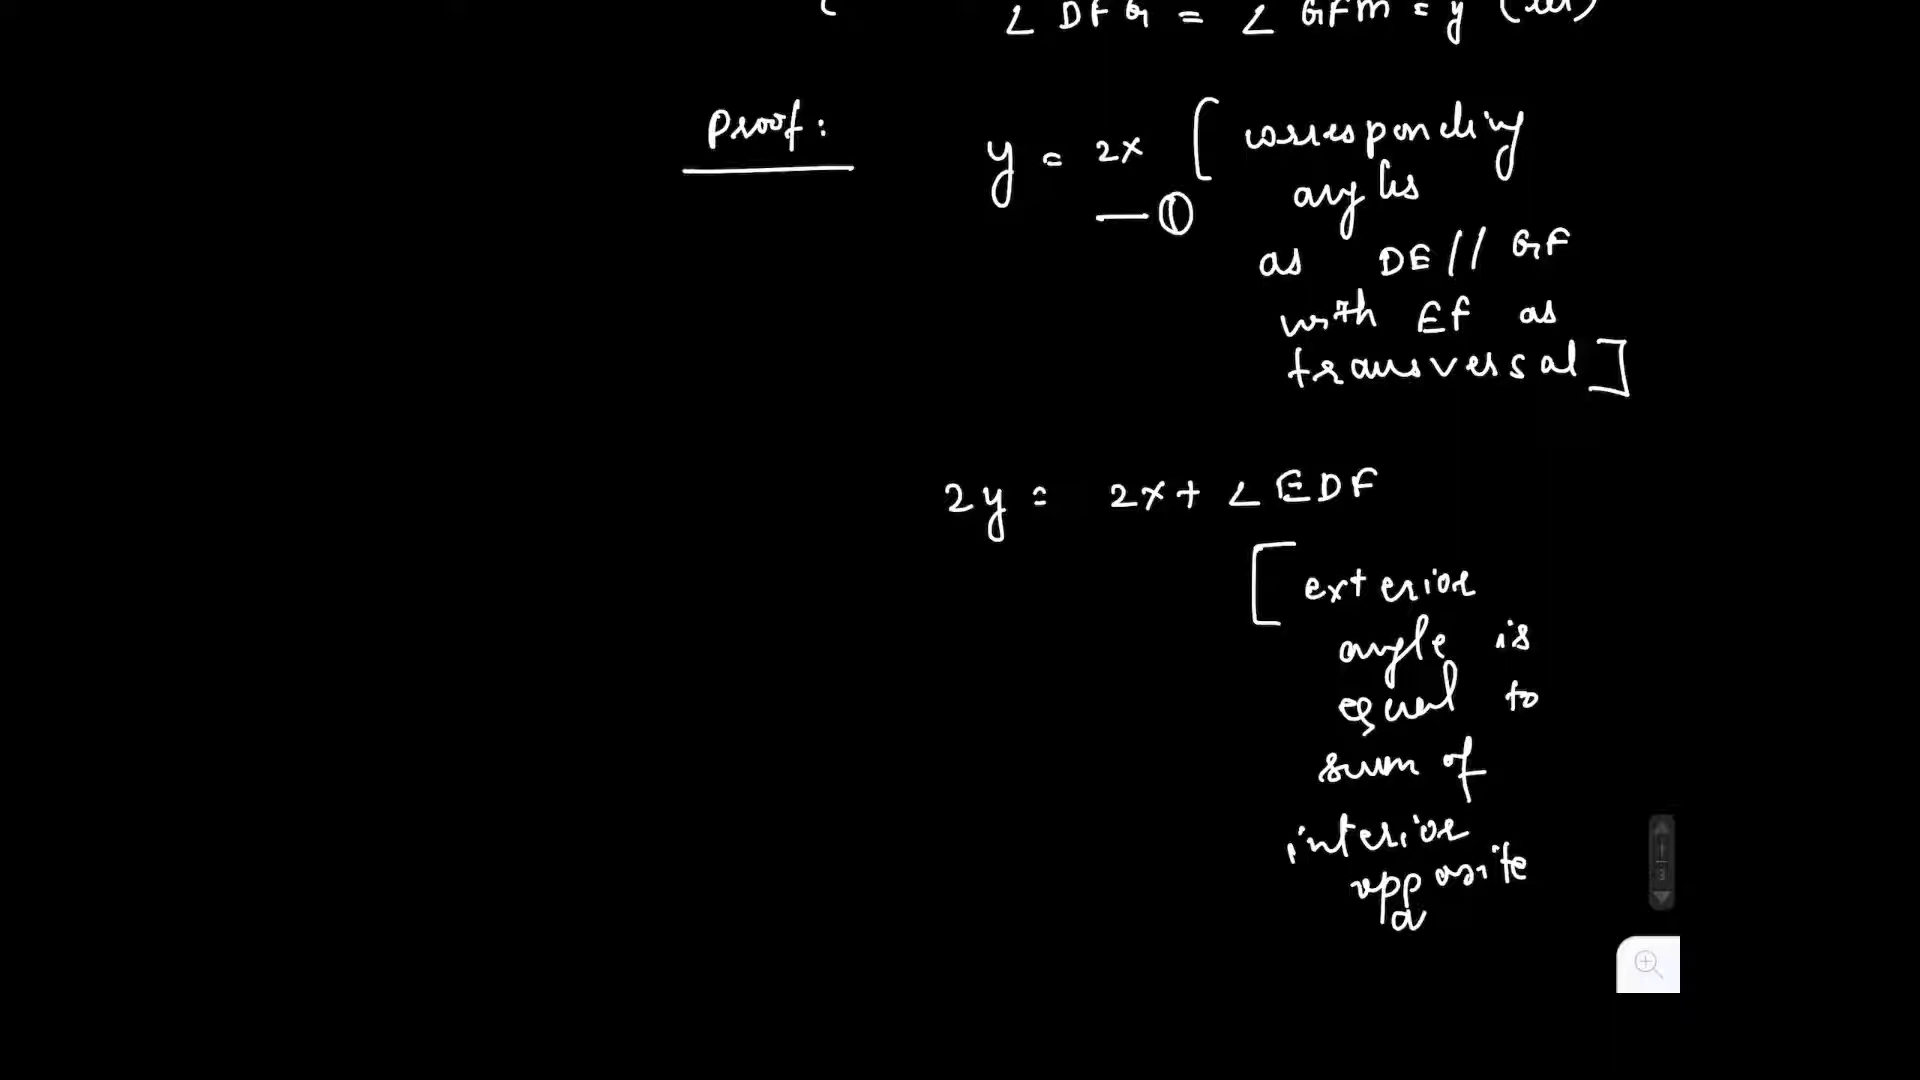 ∠ DFG = ∠ GFM = y (let)
Proof:
y = 2x [corresponding
— ①
angles
as DE // GF
with EF as
transversal]
2y = 2x + ∠ EDF
[exterior
angle is
equal to
sum of
interior
opposite
a